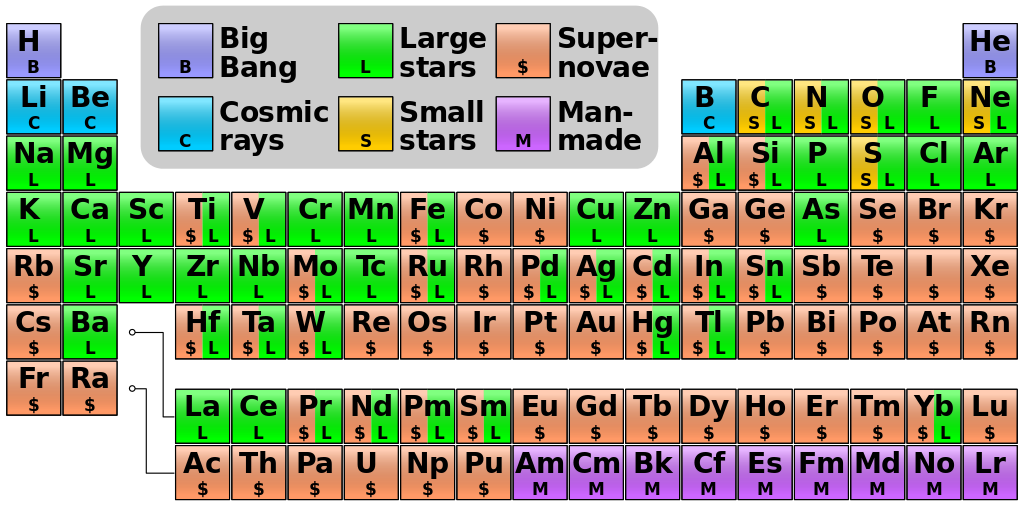 H Big Large Super- He
B B Bang L stars $ novae B
Li Be Cosmic Small Man- B C N O F Ne
C C C rays S stars M made C S L S L S L L S L
Na Mg Al Si P S Cl Ar
L L $ L $ L L S L L L
K Ca Sc Ti V Cr Mn Fe Co Ni Cu Zn Ga Ge As Se Br Kr
L L L $ L $ L L L $ L $ $ L L $ $ L $ $ $
Rb Sr Y Zr Nb Mo Tc Ru Rh Pd Ag Cd In Sn Sb Te I Xe
$ L L L L $ L L $ L $ $ L $ L $ L $ L $ L $ $ $ $
Cs Ba Hf Ta W Re Os Ir Pt Au Hg Tl Pb Bi Po At Rn
$ L $ L $ L $ L $ $ $ $ $ $ L $ L $ $ $ $ $
Fr Ra
$ $
La Ce Pr Nd Pm Sm Eu Gd Tb Dy Ho Er Tm Yb Lu
L L $ L $ L $ L $ L $ $ $ $ $ $ $ $ L $
Ac Th Pa U Np Pu Am Cm Bk Cf Es Fm Md No Lr
$ $ $ $ $ $ M M M M M M M M M